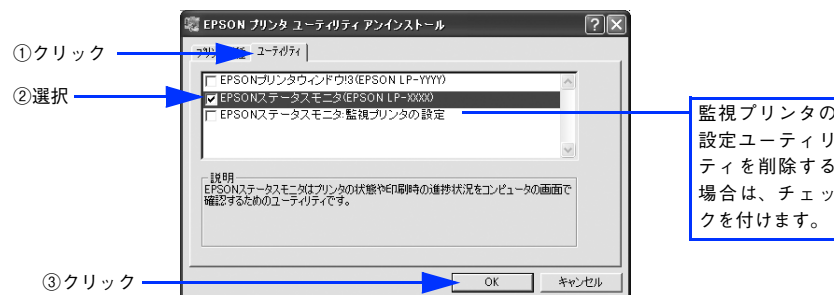 EPSON プリンタ ユーティリティ アンインストール
①クリック
ユーティリティ
②選択
EPSONプリンタウィンドウ!3(EPSON LP-YYYY)
EPSONステータスモニタ(EPSON LP-XXXX)
EPSONステータスモニタ:監視プリンタの設定
監視プリンタの
設定ユーティリ
ティを削除する
場合は、チェッ
クを付けます。
説明
EPSONステータスモニタはプリンタの状態や印刷時の進捗状況をコンピュータの画面で
確認するためのユーティリティです。
③クリック
OK
キャンセル